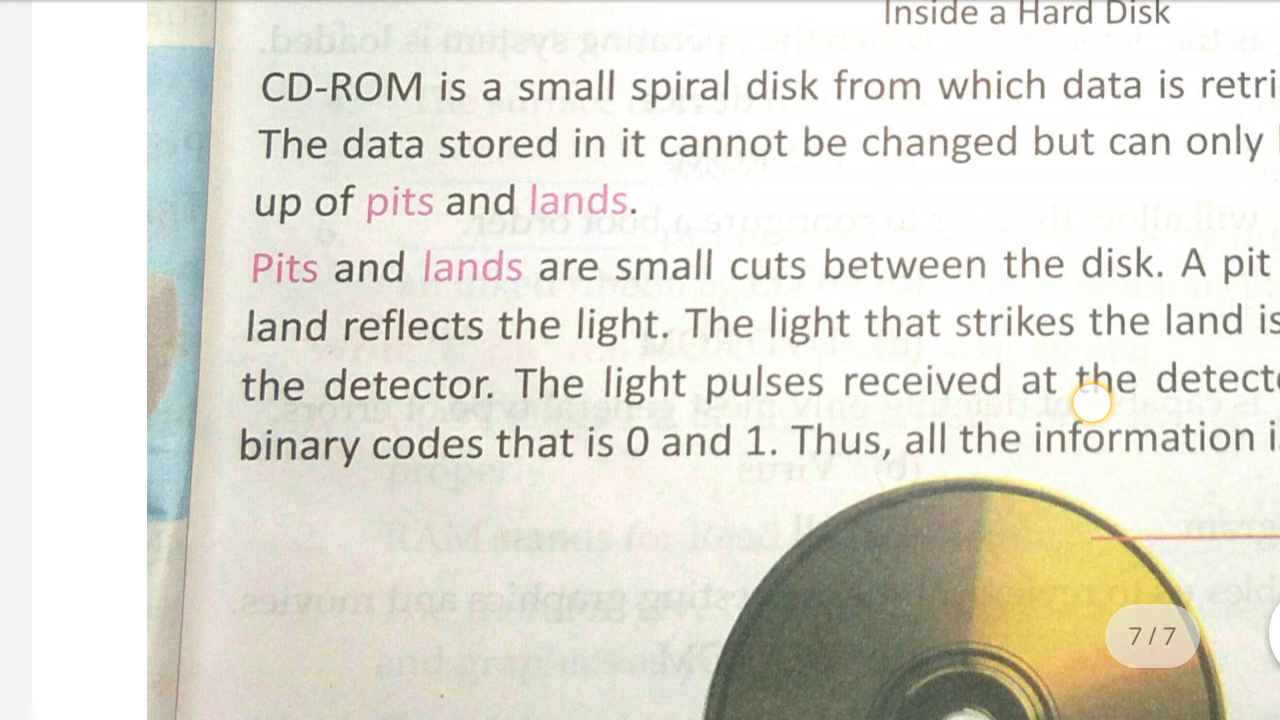 Inside a Hard Disk
CD-ROM is a small spiral disk from which data is retri
The data stored in it cannot be changed but can only
up of pits and lands.
Pits and lands are small cuts between the disk. A pit
land reflects the light. The light that strikes the land is
the detector. The light pulses received at the detecte
binary codes that is 0 and 1. Thus, all the information i
7/7